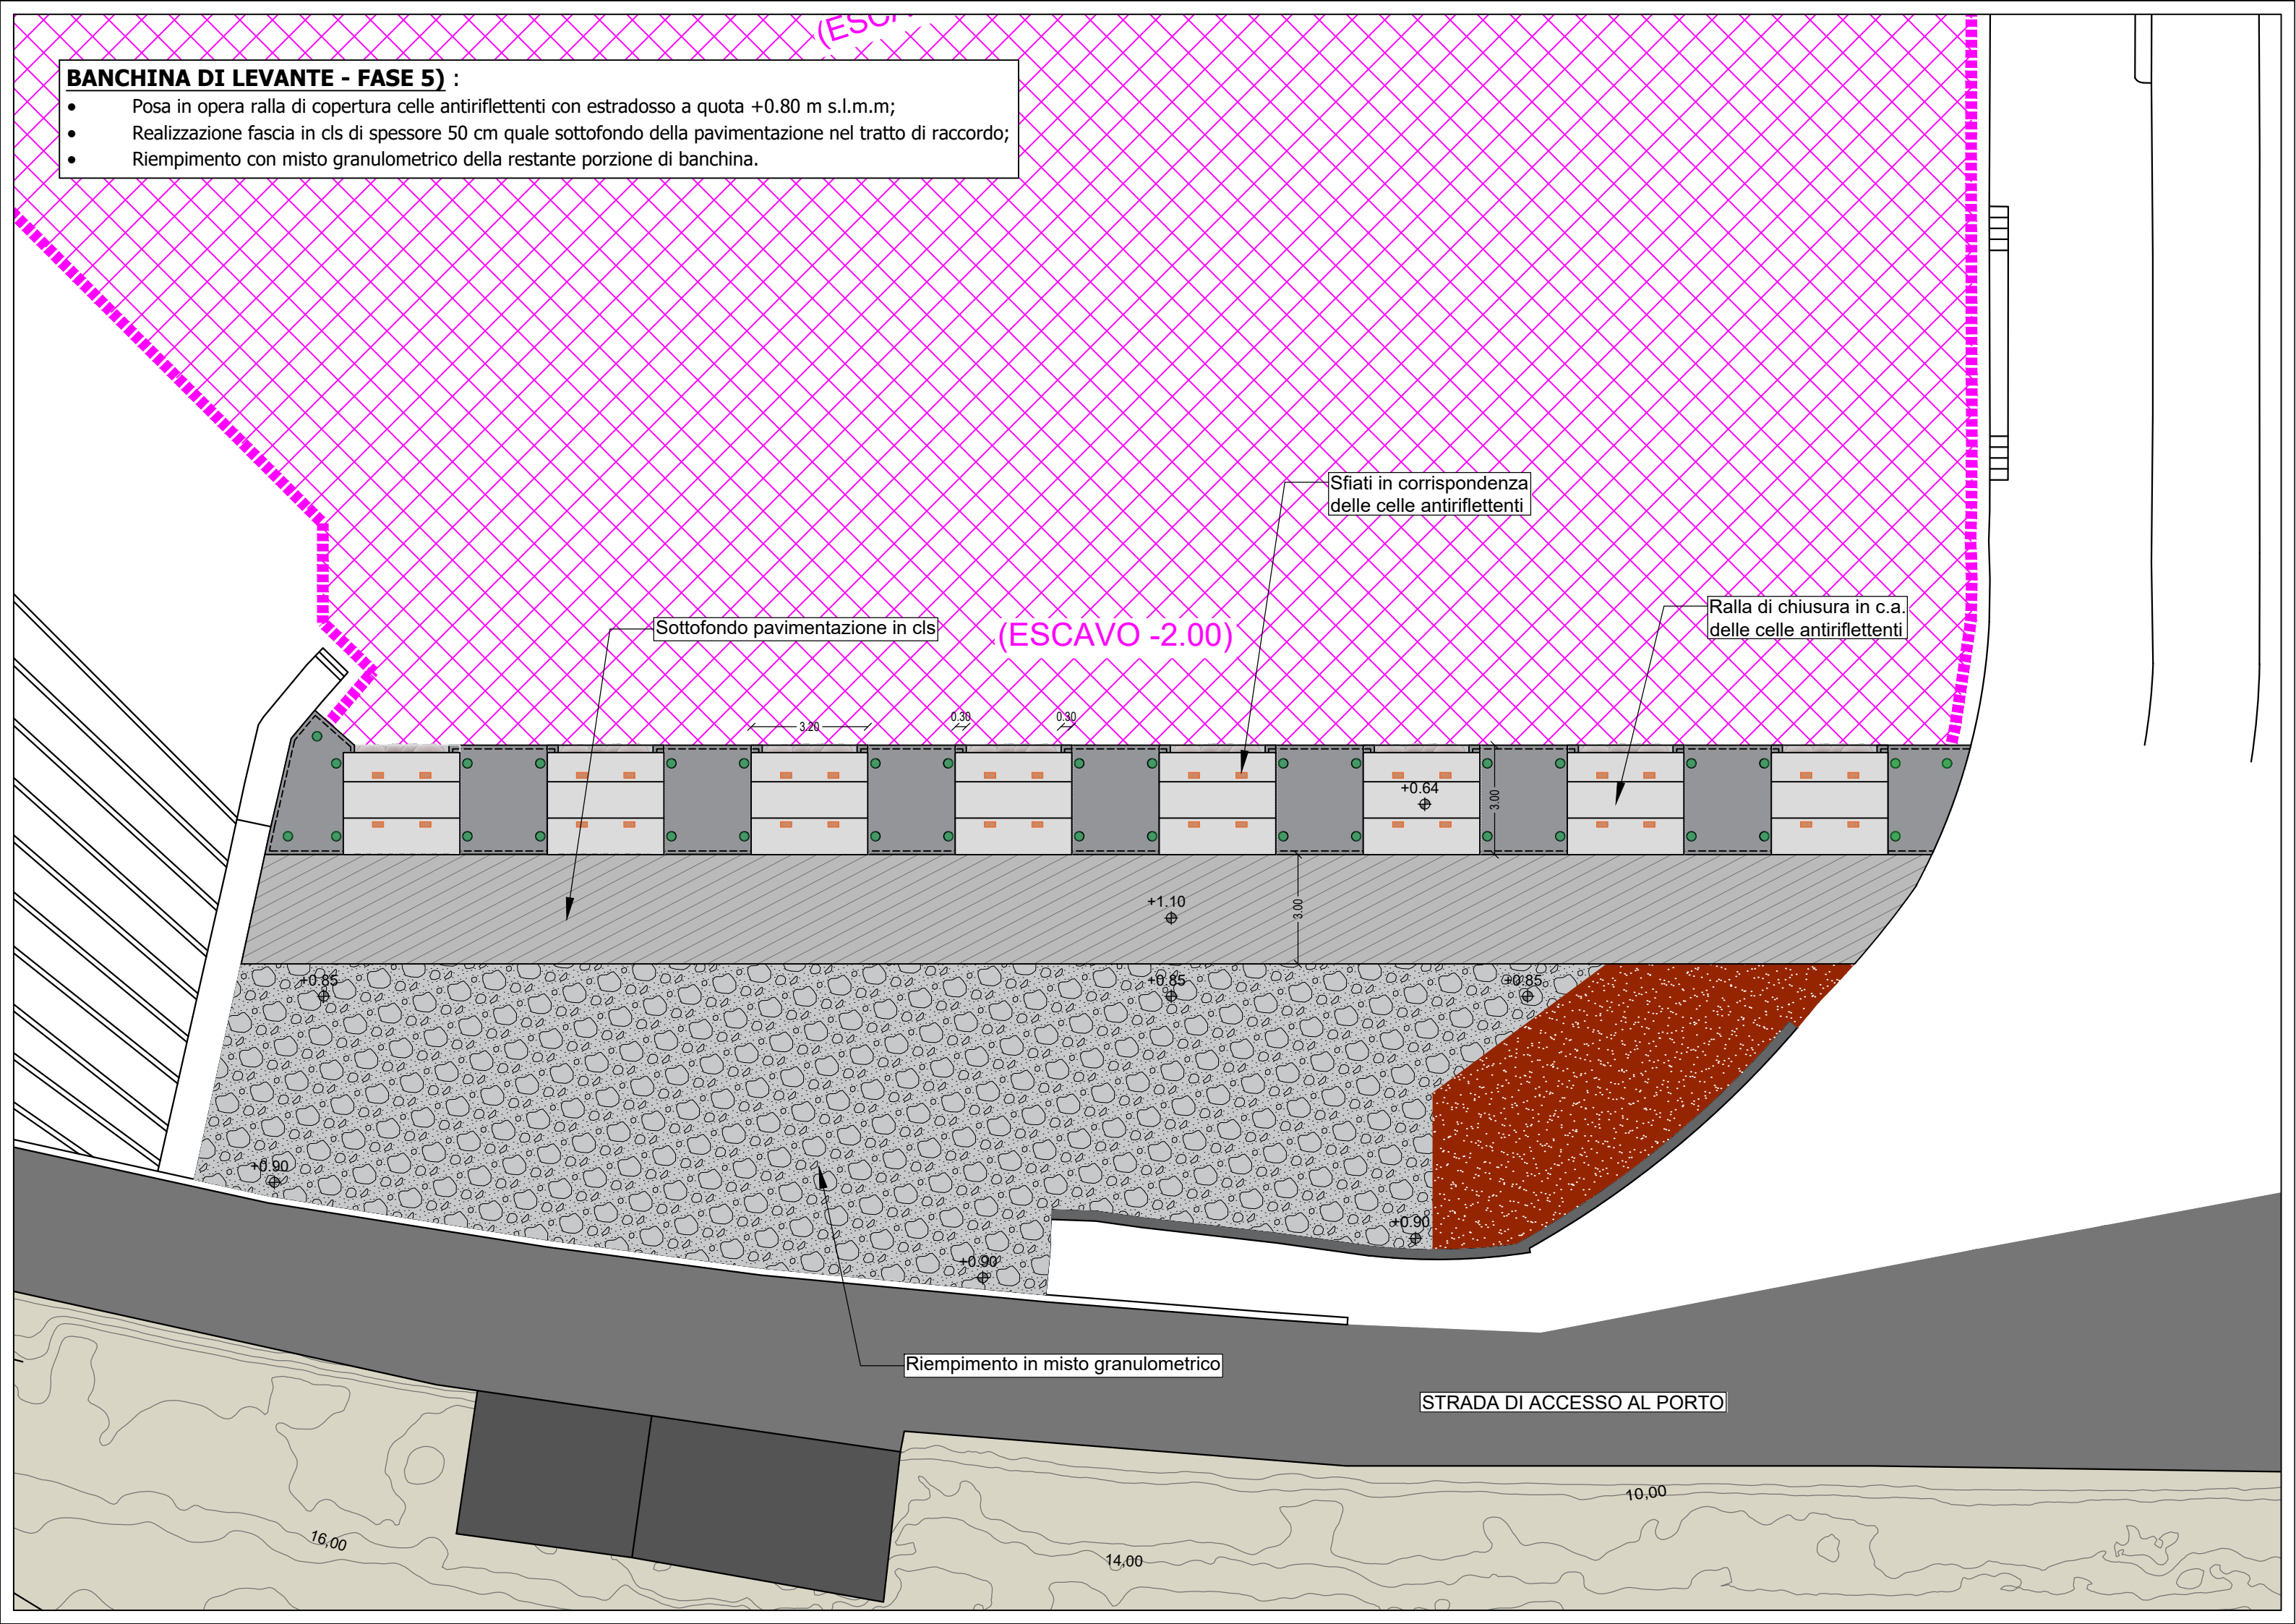 BANCHINA DI LEVANTE - FASE 5) :
• Posa in opera ralla di copertura celle antiriflettenti con estradosso a quota +0.80 m s.l.m.m;
• Realizzazione fascia in cls di spessore 50 cm quale sottofondo della pavimentazione nel tratto di raccordo;
• Riempimento con misto granulometrico della restante porzione di banchina.
Sfiati in corrispondenza
delle celle antiriflettenti
Ralla di chiusura in c.a.
delle celle antiriflettenti
Sottofondo pavimentazione in cls
(ESCAVO -2.00)
3.20
0.30
0.30
+0.64
3.00
+1.10
3.00
+0.85
+0.85
+0.85
+0.90
+0.90
+0.90
Riempimento in misto granulometrico
STRADA DI ACCESSO AL PORTO
10,00
16,00
14,00